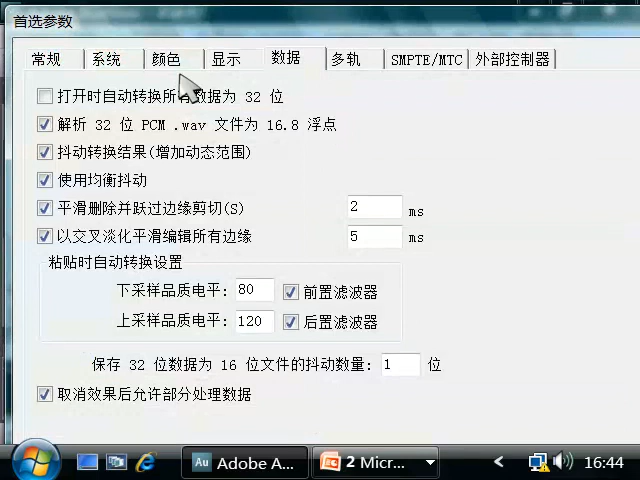 首选参数
常规 系统 颜色 显示 数据 多轨 SMPTE/MTC 外部控制器
打开时自动转换所有数据为 32 位
解析 32 位 PCM .wav 文件为 16.8 浮点
抖动转换结果(增加动态范围)
使用均衡抖动
平滑删除并跃过边缘剪切(S) 2 ms
以交叉淡化平滑编辑所有边缘 5 ms
粘贴时自动转换设置
下采样品质电平: 80 前置滤波器
上采样品质电平: 120 后置滤波器
保存 32 位数据为 16 位文件的抖动数量: 1 位
取消效果后允许部分处理数据
Au Adobe A... 2 Micr... 16:44